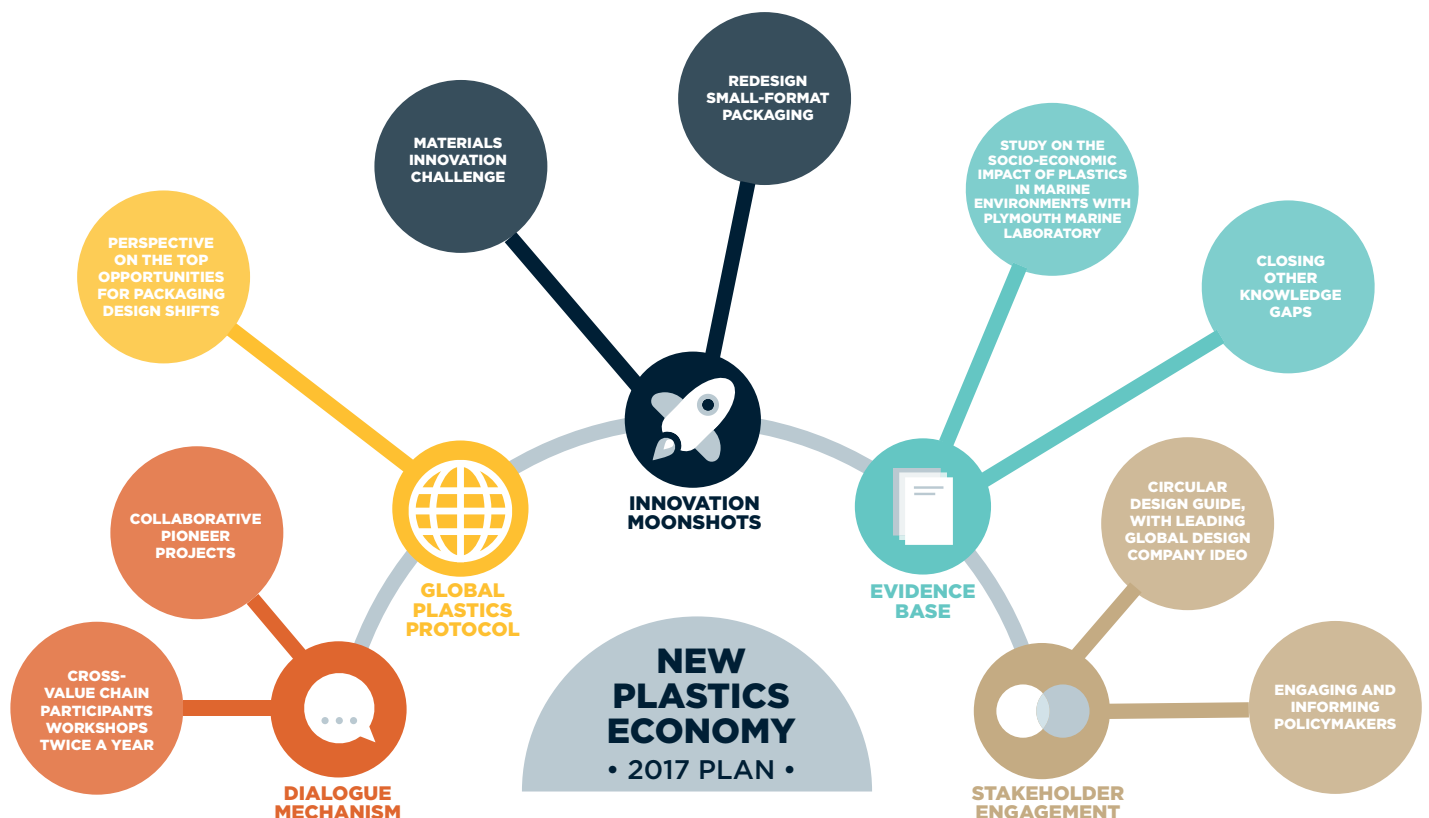 REDESIGN
SMALL-FORMAT
PACKAGING
MATERIALS
INNOVATION
CHALLENGE
STUDY ON THE
SOCIO-ECONOMIC
IMPACT OF PLASTICS
IN MARINE
ENVIRONMENTS WITH
PLYMOUTH MARINE
LABORATORY
PERSPECTIVE
ON THE TOP
OPPORTUNITIES
FOR PACKAGING
DESIGN SHIFTS
CLOSING
OTHER
KNOWLEDGE
GAPS
COLLABORATIVE
PIONEER
PROJECTS
INNOVATION
MOONSHOTS
CIRCULAR
DESIGN GUIDE,
WITH LEADING
GLOBAL DESIGN
COMPANY IDEO
GLOBAL
PLASTICS
PROTOCOL
EVIDENCE
BASE
CROSS-
VALUE CHAIN
PARTICIPANTS
WORKSHOPS
TWICE A YEAR
NEW
PLASTICS
ECONOMY
• 2017 PLAN •
ENGAGING AND
INFORMING
POLICYMAKERS
DIALOGUE
MECHANISM
STAKEHOLDER
ENGAGEMENT